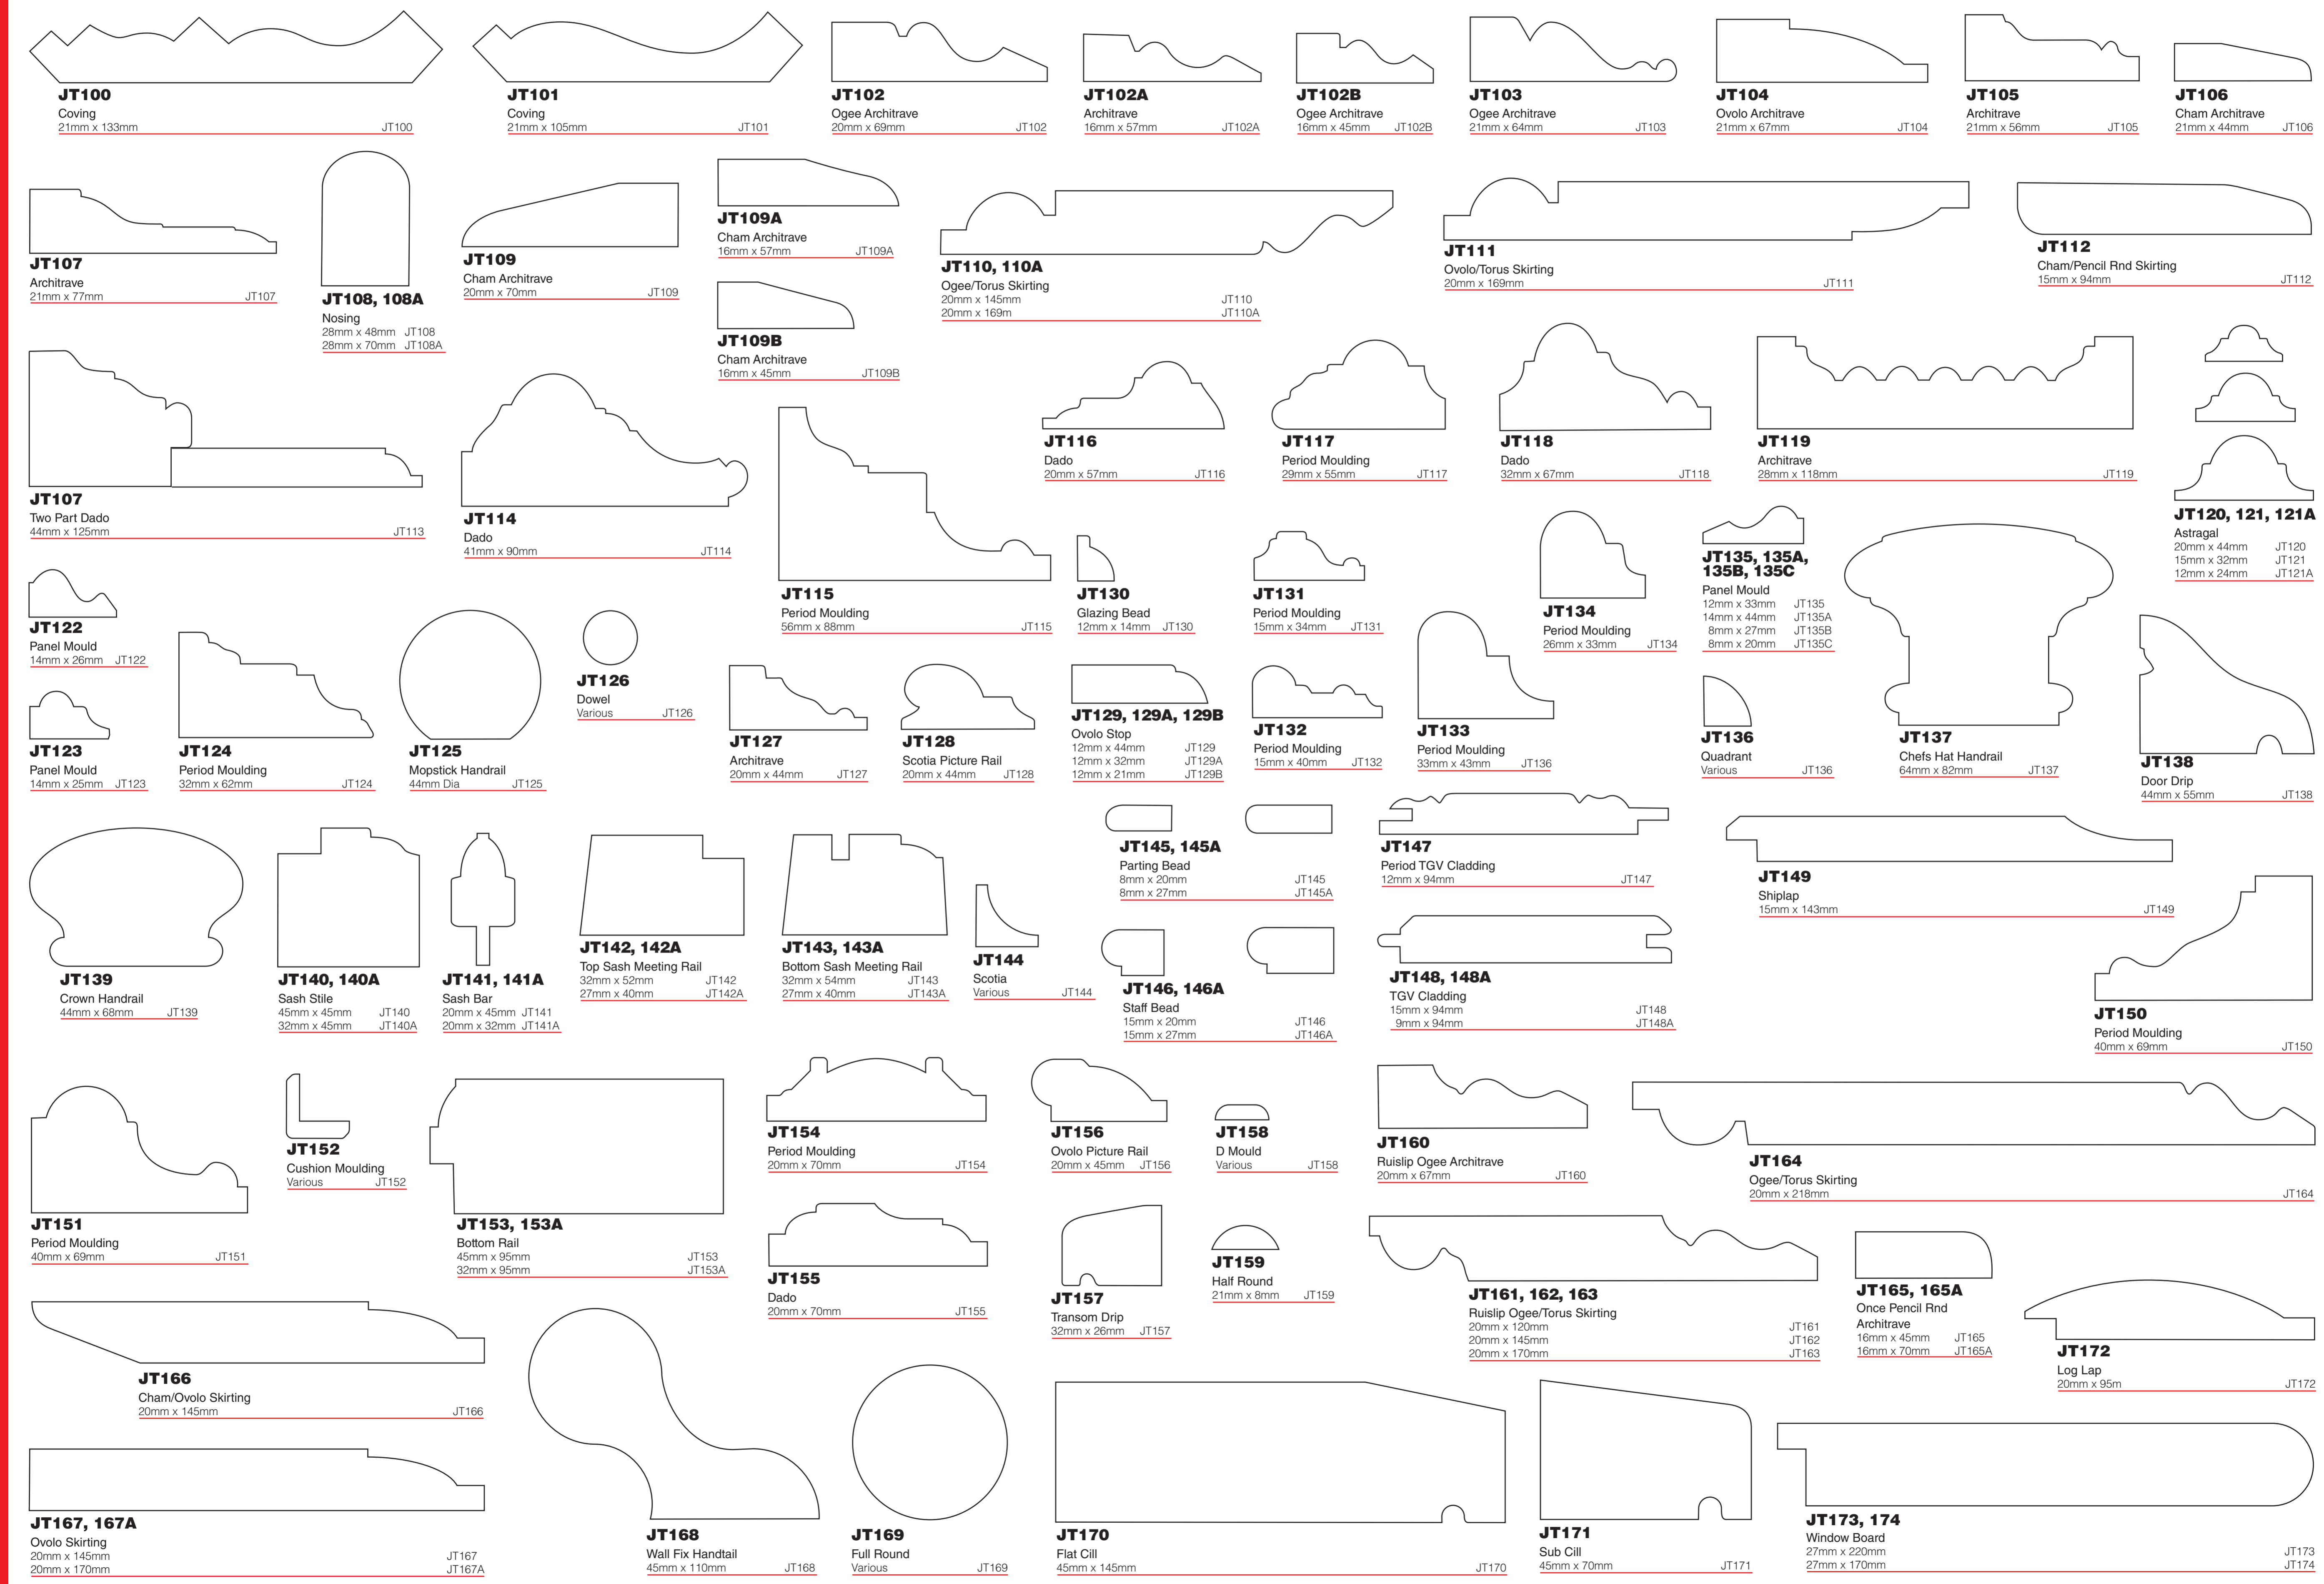 JT100
Coving
21mm x 133mm JT100
JT101
Coving
21mm x 105mm JT101
JT102
Ogee Architrave
20mm x 69mm JT102
JT102A
Architrave
16mm x 57mm JT102A
JT102B
Ogee Architrave
16mm x 45mm JT102B
JT103
Ogee Architrave
21mm x 64mm JT103
JT104
Ovolo Architrave
21mm x 67mm JT104
JT105
Architrave
21mm x 56mm JT105
JT106
Cham Architrave
21mm x 44mm JT106
JT107
Architrave
21mm x 77mm JT107
JT108, 108A
Nosing
28mm x 48mm JT108
28mm x 70mm JT108A
JT109
Cham Architrave
20mm x 70mm JT109
JT109A
Cham Architrave
16mm x 57mm JT109A
JT109B
Cham Architrave
16mm x 45mm JT109B
JT110, 110A
Ogee/Torus Skirting
20mm x 145mm JT110
20mm x 169m JT110A
JT111
Ovolo/Torus Skirting
20mm x 169mm JT111
JT112
Cham/Pencil Rnd Skirting
15mm x 94mm JT112
JT107
Two Part Dado
44mm x 125mm JT113
JT114
Dado
41mm x 90mm JT114
JT115
Period Moulding
56mm x 88mm JT115
JT116
Dado
20mm x 57mm JT116
JT117
Period Moulding
29mm x 55mm JT117
JT118
Dado
32mm x 67mm JT118
JT119
Architrave
28mm x 118mm JT119
JT120, 121, 121A
Astragal
20mm x 44mm JT120
15mm x 32mm JT121
12mm x 24mm JT121A
JT122
Panel Mould
14mm x 26mm JT122
JT123
Panel Mould
14mm x 25mm JT123
JT124
Period Moulding
32mm x 62mm JT124
JT125
Mopstick Handrail
44mm Dia JT125
JT126
Dowel
Various JT126
JT127
Architrave
20mm x 44mm JT127
JT128
Scotia Picture Rail
20mm x 44mm JT128
JT129, 129A, 129B
Ovolo Stop
12mm x 44mm JT129
12mm x 32mm JT129A
12mm x 21mm JT129B
JT130
Glazing Bead
12mm x 14mm JT130
JT131
Period Moulding
15mm x 34mm JT131
JT132
Period Moulding
15mm x 40mm JT132
JT133
Period Moulding
33mm x 43mm JT136
JT134
Period Moulding
26mm x 33mm JT134
JT135, 135A,
135B, 135C
Panel Mould
12mm x 33mm JT135
14mm x 44mm JT135A
8mm x 27mm JT135B
8mm x 20mm JT135C
JT136
Quadrant
Various JT136
JT137
Chefs Hat Handrail
64mm x 82mm JT137
JT138
Door Drip
44mm x 55mm JT138
JT139
Crown Handrail
44mm x 68mm JT139
JT140, 140A
Sash Stile
45mm x 45mm JT140
32mm x 45mm JT140A
JT141, 141A
Sash Bar
20mm x 45mm JT141
20mm x 32mm JT141A
JT142, 142A
Top Sash Meeting Rail
32mm x 52mm JT142
27mm x 40mm JT142A
JT143, 143A
Bottom Sash Meeting Rail
32mm x 54mm JT143
27mm x 40mm JT143A
JT144
Scotia
Various JT144
JT145, 145A
Parting Bead
8mm x 20mm JT145
8mm x 27mm JT145A
JT146, 146A
Staff Bead
15mm x 20mm JT146
15mm x 27mm JT146A
JT147
Period TGV Cladding
12mm x 94mm JT147
JT148, 148A
TGV Cladding
15mm x 94mm JT148
9mm x 94mm JT148A
JT149
Shiplap
15mm x 143mm JT149
JT150
Period Moulding
40mm x 69mm JT150
JT151
Period Moulding
40mm x 69mm JT151
JT152
Cushion Moulding
Various JT152
JT153, 153A
Bottom Rail
45mm x 95mm JT153
32mm x 95mm JT153A
JT154
Period Moulding
20mm x 70mm JT154
JT155
Dado
20mm x 70mm JT155
JT156
Ovolo Picture Rail
20mm x 45mm JT156
JT157
Transom Drip
32mm x 26mm JT157
JT158
D Mould
Various JT158
JT159
Half Round
21mm x 8mm JT159
JT160
Ruislip Ogee Architrave
20mm x 67mm JT160
JT161, 162, 163
Ruislip Ogee/Torus Skirting
20mm x 120mm JT161
20mm x 145mm JT162
20mm x 170mm JT163
JT164
Ogee/Torus Skirting
20mm x 218mm JT164
JT165, 165A
Once Pencil Rnd
Architrave
16mm x 45mm JT165
16mm x 70mm JT165A
JT172
Log Lap
20mm x 95m JT172
JT166
Cham/Ovolo Skirting
20mm x 145mm JT166
JT167, 167A
Ovolo Skirting
20mm x 145mm JT167
20mm x 170mm JT167A
JT168
Wall Fix Handtail
45mm x 110mm JT168
JT169
Full Round
Various JT169
JT170
Flat Cill
45mm x 145mm JT170
JT171
Sub Cill
45mm x 70mm JT171
JT173, 174
Window Board
27mm x 220mm JT173
27mm x 170mm JT174